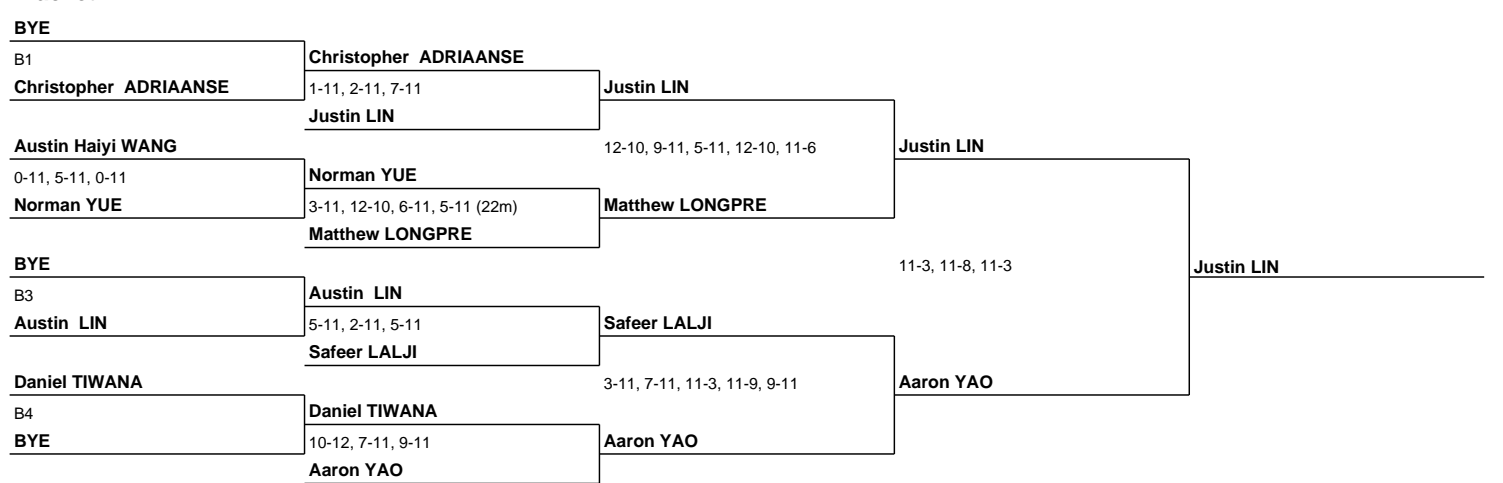 BYE
B1
Christopher ADRIAANSE
Christopher ADRIAANSE
1-11, 2-11, 7-11
Justin LIN
Justin LIN
Austin Haiyi WANG
0-11, 5-11, 0-11
Norman YUE
Norman YUE
3-11, 12-10, 6-11, 5-11 (22m)
Matthew LONGPRE
Matthew LONGPRE
12-10, 9-11, 5-11, 12-10, 11-6
Justin LIN
BYE
B3
Austin LIN
Austin LIN
5-11, 2-11, 5-11
Safeer LALJI
Safeer LALJI
Daniel TIWANA
B4
BYE
Daniel TIWANA
10-12, 7-11, 9-11
Aaron YAO
Aaron YAO
3-11, 7-11, 11-3, 11-9, 9-11
Aaron YAO
11-3, 11-8, 11-3
Justin LIN